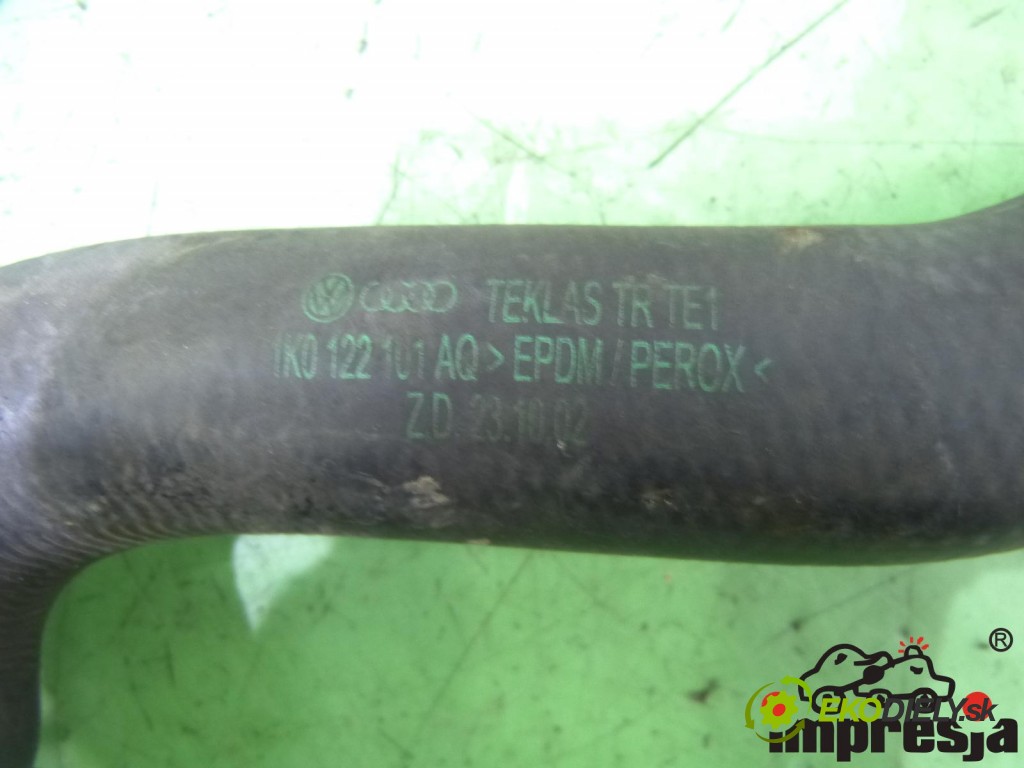 TEKLAS TR TE1
1K0 122 101 AQ >EPDM / PEROX<
Z.D. 23.10.02
®
EKODIELY.sk
impresja